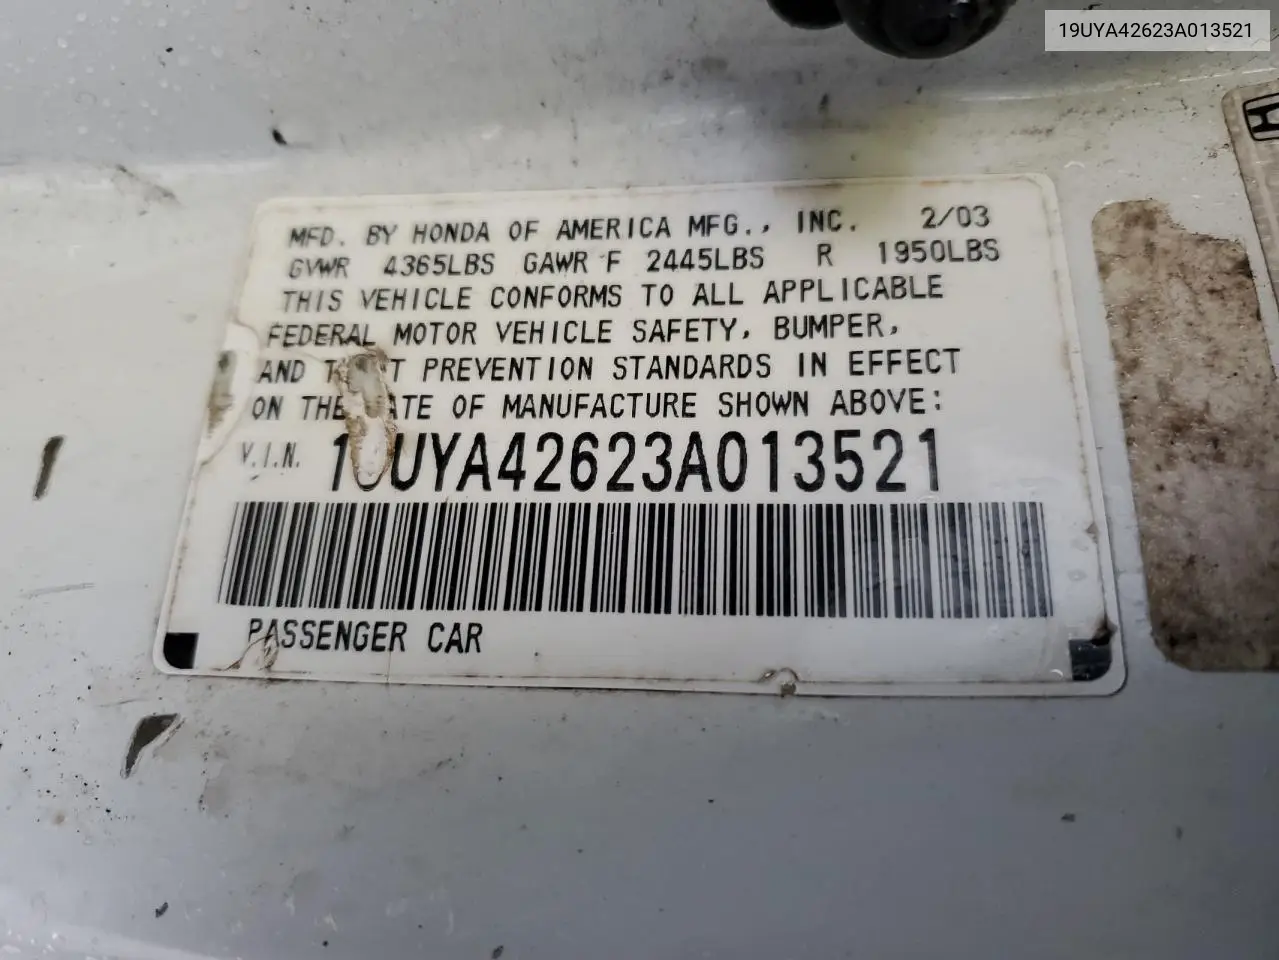 19UYA42623A013521
MFD. BY HONDA OF AMERICA MFG., INC. 2/03
GVWR 4365LBS GAWR F 2445LBS R 1950LBS
THIS VEHICLE CONFORMS TO ALL APPLICABLE
FEDERAL MOTOR VEHICLE SAFETY, BUMPER,
AND PREVENTION STANDARDS IN EFFECT
ON THE OF MANUFACTURE SHOWN ABOVE:
V.I.N. 19UYA42623A013521
PASSENGER CAR